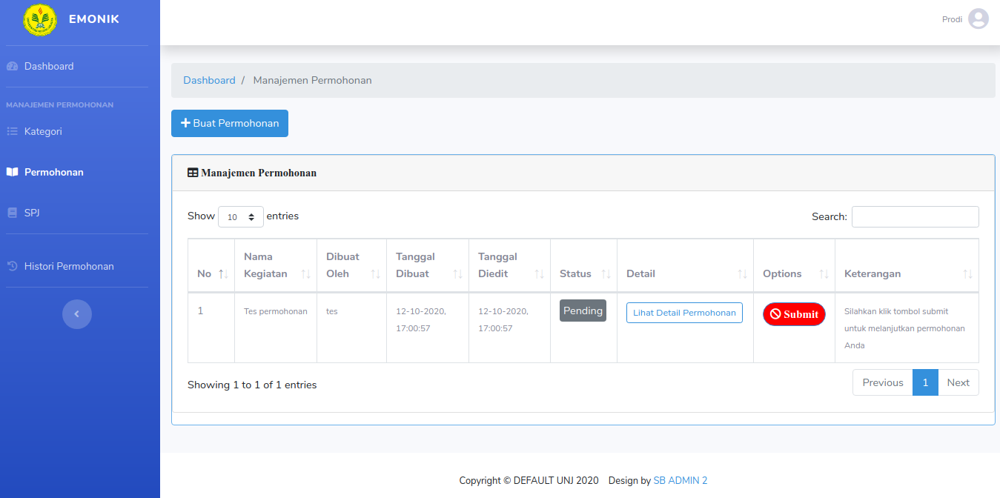 EMONIK
Prodi
Dashboard
MANAJEMEN PERMOHONAN
Kategori
Permohonan
SPJ
Histori Permohonan
Dashboard / Manajemen Permohonan
Buat Permohonan
Manajemen Permohonan
Show 10 entries
Search:
No
Nama
Kegiatan
Dibuat
Oleh
Tanggal
Dibuat
Tanggal
Diedit
Status
Detail
Options
Keterangan
1
Tes permohonan
tes
12-10-2020,
17:00:57
12-10-2020,
17:00:57
Pending
Lihat Detail Permohonan
Submit
Silahkan klik tombol submit
untuk melanjutkan permohonan
Anda
Showing 1 to 1 of 1 entries
Previous 1 Next
Copyright © DEFAULT UNJ 2020 Design by SB ADMIN 2